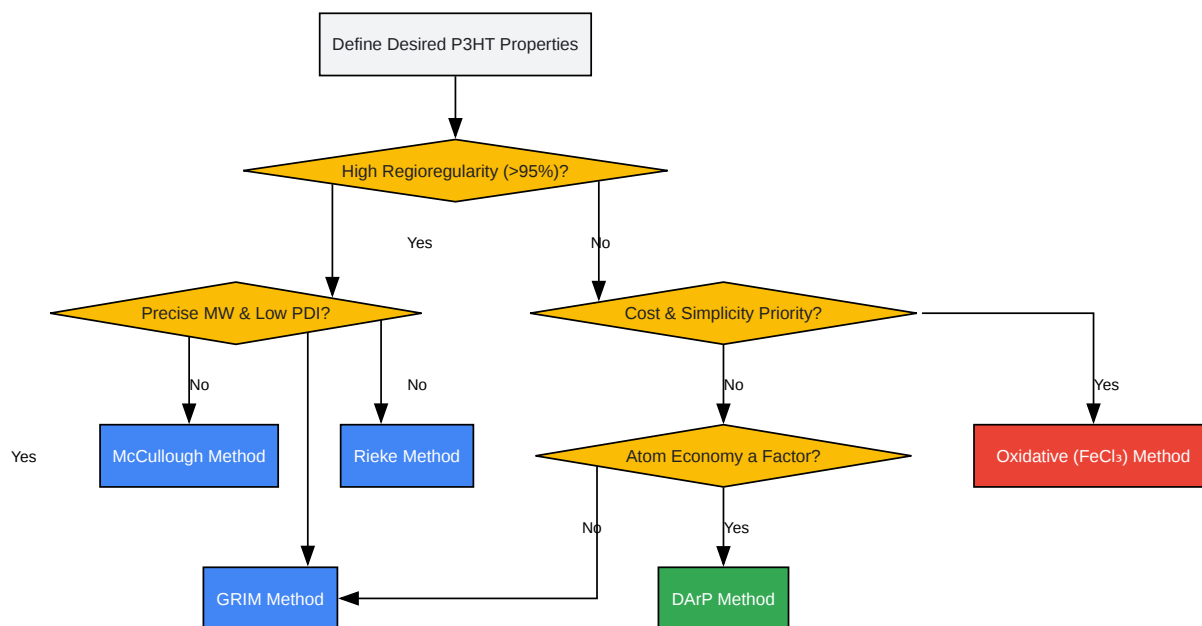 Define Desired P3HT Properties
High Regioregularity (>95%)?
Yes
No
Precise MW & Low PDI?
Cost & Simplicity Priority?
No
No
No
Yes
Yes
McCullough Method
Rieke Method
Atom Economy a Factor?
Oxidative (FeCl₃) Method
No
Yes
GRIM Method
DArP Method